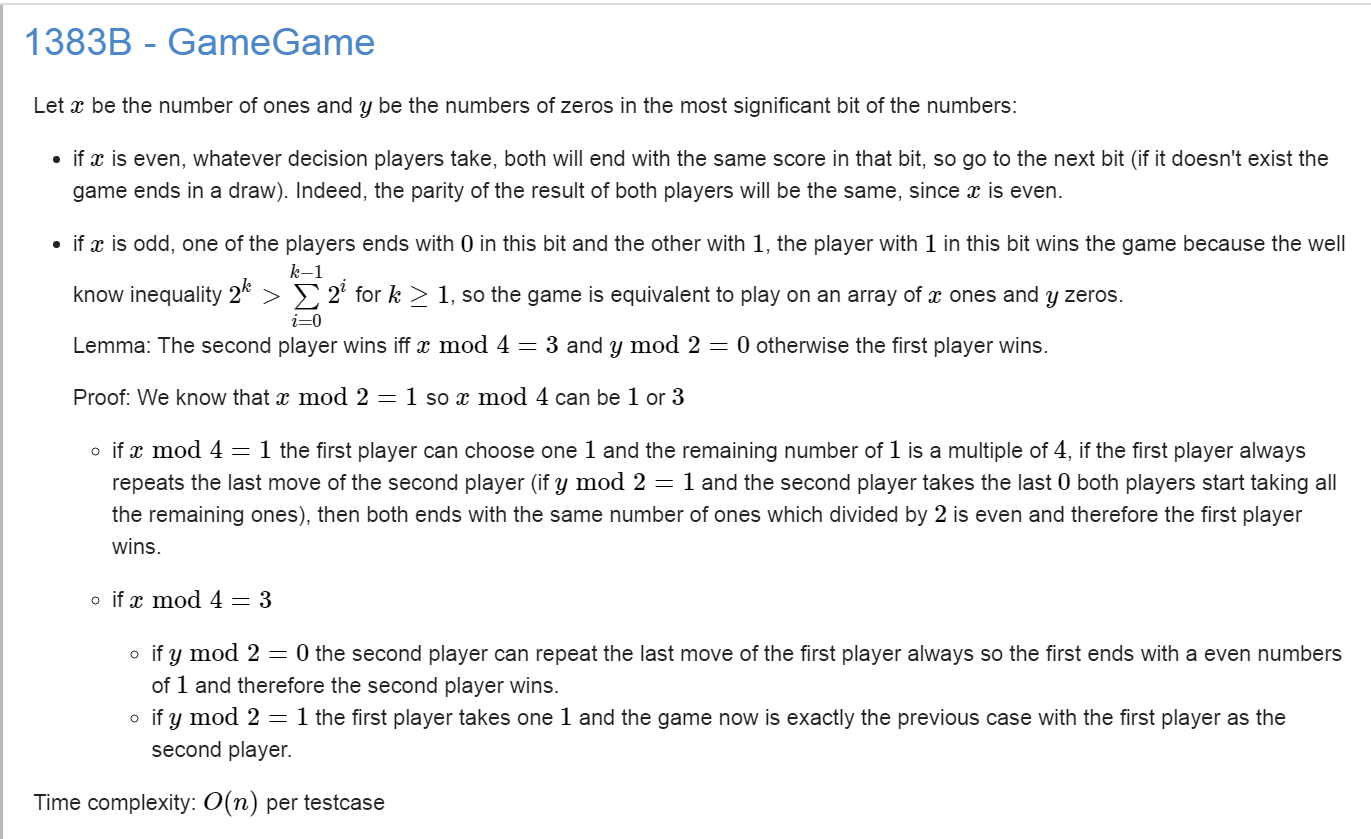 1383B - GameGame
Let x be the number of ones and y be the numbers of zeros in the most significant bit of the numbers:
• if x is even, whatever decision players take, both will end with the same score in that bit, so go to the next bit (if it doesn't exist the
game ends in a draw). Indeed, the parity of the result of both players will be the same, since x is even.
• if x is odd, one of the players ends with 0 in this bit and the other with 1, the player with 1 in this bit wins the game because the well
know inequality 2^k > \sum_{i=0}^{k-1} 2^i for k ≥ 1, so the game is equivalent to play on an array of x ones and y zeros.
Lemma: The second player wins iff x mod 4 = 3 and y mod 2 = 0 otherwise the first player wins.
Proof: We know that x mod 2 = 1 so x mod 4 can be 1 or 3
◦ if x mod 4 = 1 the first player can choose one 1 and the remaining number of 1 is a multiple of 4, if the first player always
repeats the last move of the second player (if y mod 2 = 1 and the second player takes the last 0 both players start taking all
the remaining ones), then both ends with the same number of ones which divided by 2 is even and therefore the first player
wins.
◦ if x mod 4 = 3
◦ if y mod 2 = 0 the second player can repeat the last move of the first player always so the first ends with a even numbers
of 1 and therefore the second player wins.
◦ if y mod 2 = 1 the first player takes one 1 and the game now is exactly the previous case with the first player as the
second player.
Time complexity: O(n) per testcase